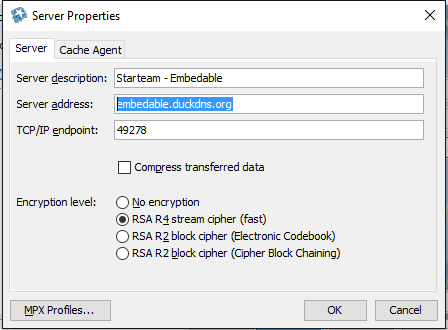 Server Properties
Server
Cache Agent
Server description: Starteam - Embedable
Server address: embedable.duckdns.org
TCP/IP endpoint: 49278
Compress transferred data
Encryption level: No encryption
RSA R4 stream cipher (fast)
RSA R2 block cipher (Electronic Codebook)
RSA R2 block cipher (Cipher Block Chaining)
MPX Profiles... OK Cancel